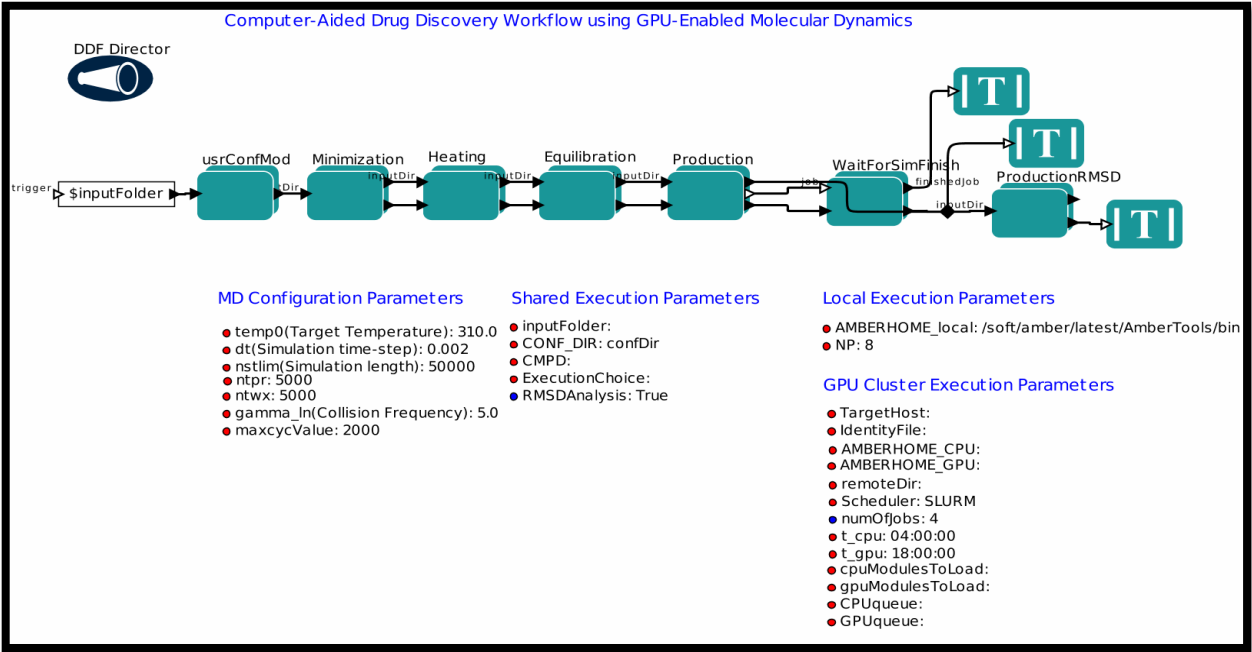 Computer-Aided Drug Discovery Workflow using GPU-Enabled Molecular Dynamics
DDF Director
trigger
$inputFolder
usrConfMod
Dir
Minimization
inputDir
Heating
inputDir
Equilibration
inputDir
Production
job
WaitForSimFinish
finishedJob
inputDir
ProductionRMSD
T
T
T
MD Configuration Parameters
temp0(Target Temperature): 310.0
dt(Simulation time-step): 0.002
nstlim(Simulation length): 50000
ntpr: 5000
ntwx: 5000
gamma_ln(Collision Frequency): 5.0
maxcycValue: 2000
Shared Execution Parameters
inputFolder:
CONF_DIR: confDir
CMPD:
ExecutionChoice:
RMSDAnalysis: True
Local Execution Parameters
AMBERHOME_local: /soft/amber/latest/AmberTools/bin
NP: 8
GPU Cluster Execution Parameters
TargetHost:
IdentityFile:
AMBERHOME_CPU:
AMBERHOME_GPU:
remoteDir:
Scheduler: SLURM
numOfJobs: 4
t_cpu: 04:00:00
t_gpu: 18:00:00
cpuModulesToLoad:
gpuModulesToLoad:
CPUqueue:
GPUqueue: